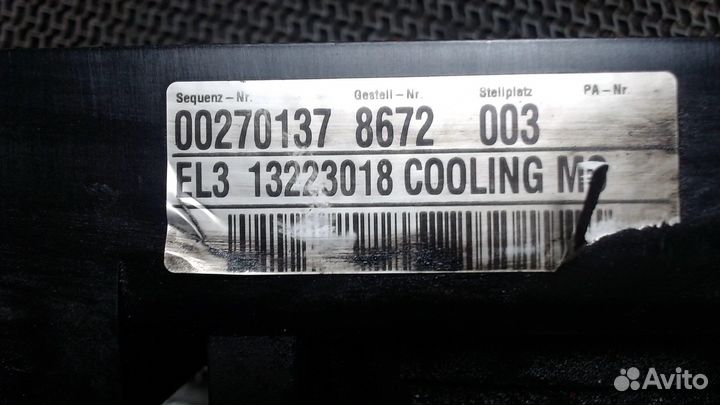 Sequenz-Nr. Gestell-Nr. Stellplatz PA-Nr.
00270137 8672 003
EL3 13223018 COOLING
Avito